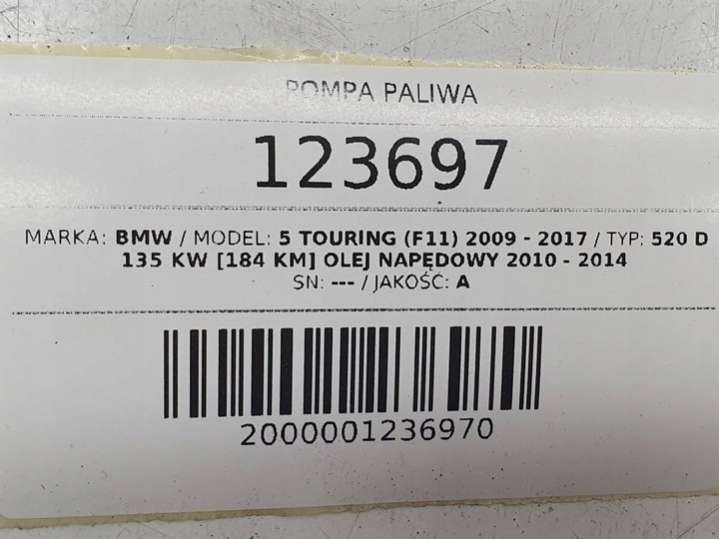 POMPA PALIWA
123697
MARKA: BMW / MODEL: 5 TOURING (F11) 2009 - 2017 / TYP: 520 D
135 KW [184 KM] OLEJ NAPĘDOWY 2010 - 2014
SN: --- / JAKOŚĆ: A
2000001236970